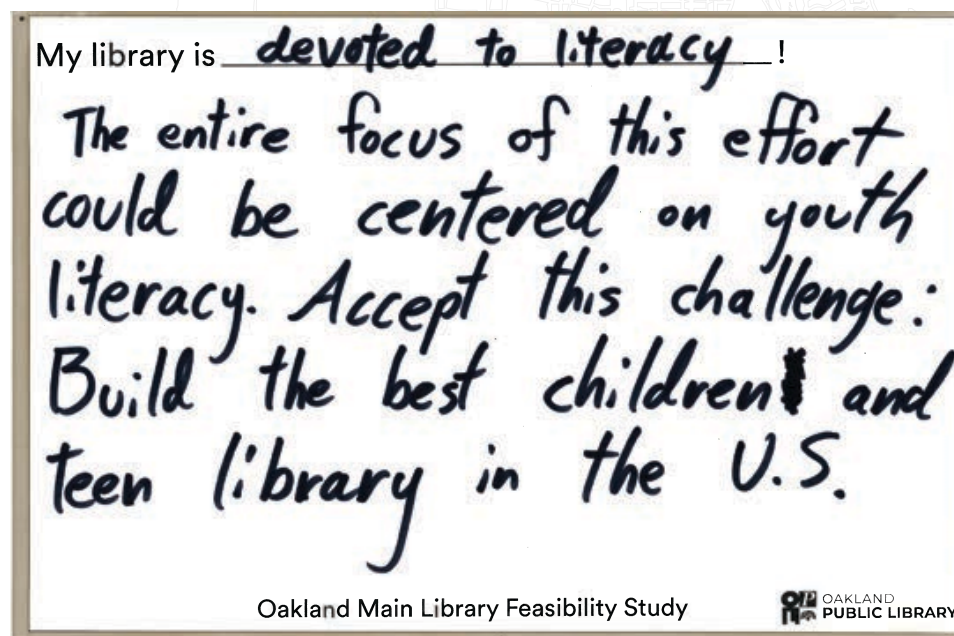 My library is devoted to literacy!
The entire focus of this effort
could be centered on youth
literacy. Accept this challenge:
Build the best children and
teen library in the U.S.
Oakland Main Library Feasibility Study
OAKLAND
PUBLIC LIBRARY